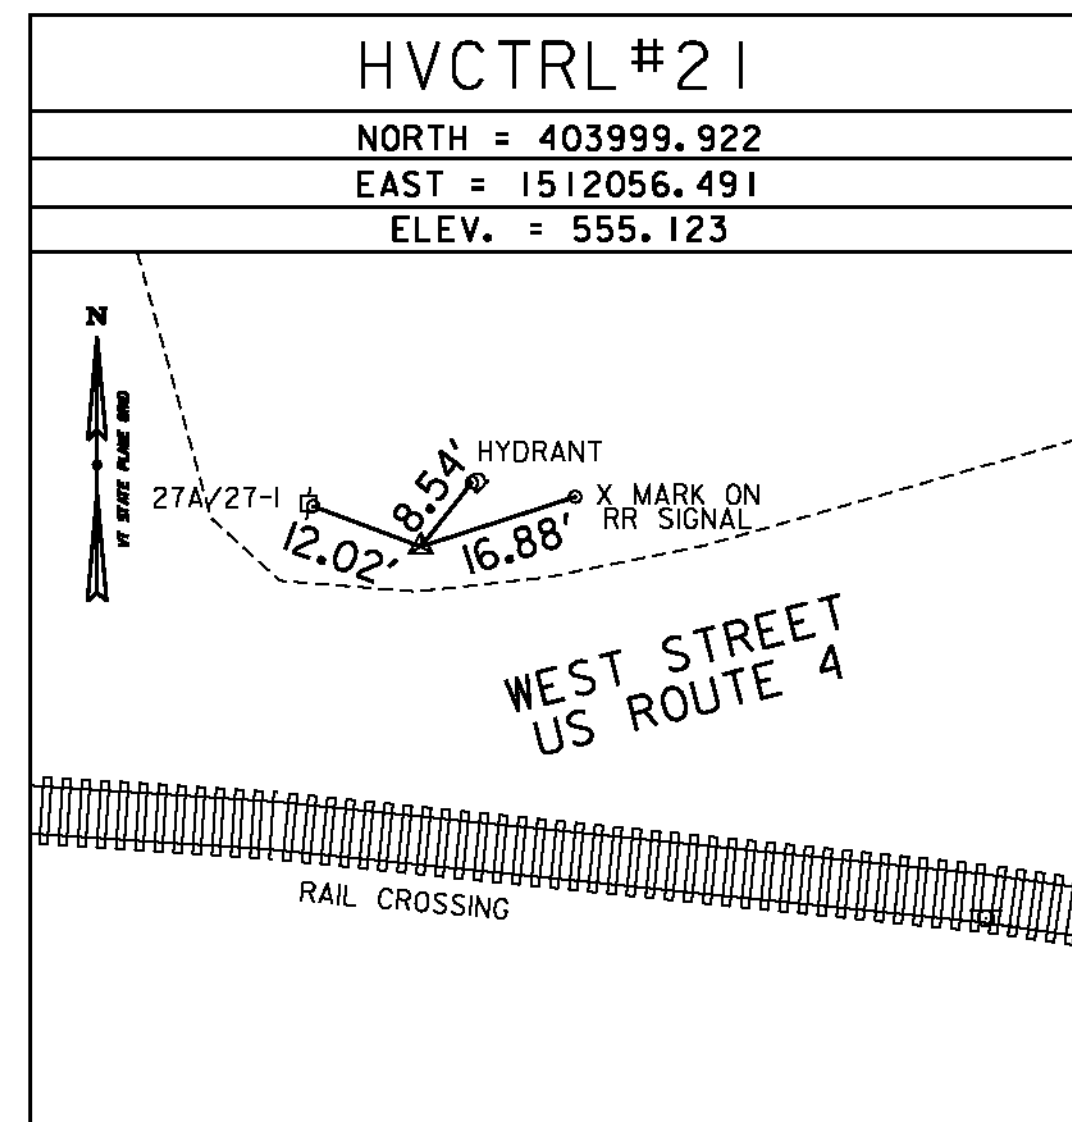 HVCTRL#21
NORTH = 403999.922
EAST = 1512056.491
ELEV. = 555.123
N
VT STATE PLANE GRID
HYDRANT
8.54'
27A/27-1
X MARK ON
RR SIGNAL
12.02'
16.88'
WEST STREET
US ROUTE 4
RAIL CROSSING